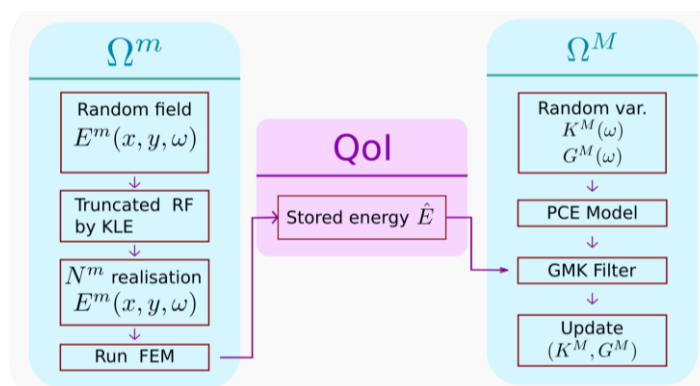 Ω^m
Random field
E^m(x, y, ω)
Truncated RF
by KLE
N^m realisation
E^m(x, y, ω)
Run FEM
QoI
Stored energy Ê
Ω^M
Random var.
K^M(ω)
G^M(ω)
PCE Model
GMK Filter
Update
(K^M, G^M)